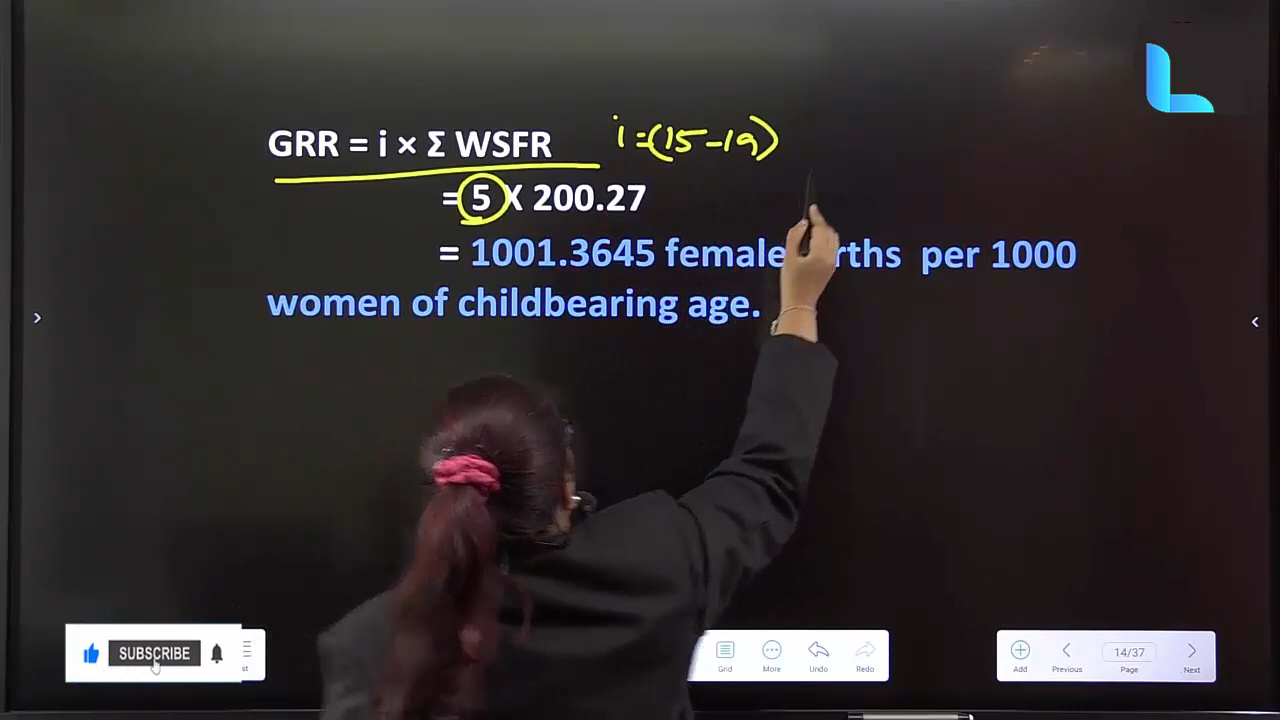 GRR = i × Σ WSFR i = (15-19)
= 5 X 200.27
= 1001.3645 female per 1000
women of childbearing age.
SUBSCRIBE
Grid More Undo Redo
Add Previous 14/37 Page Next